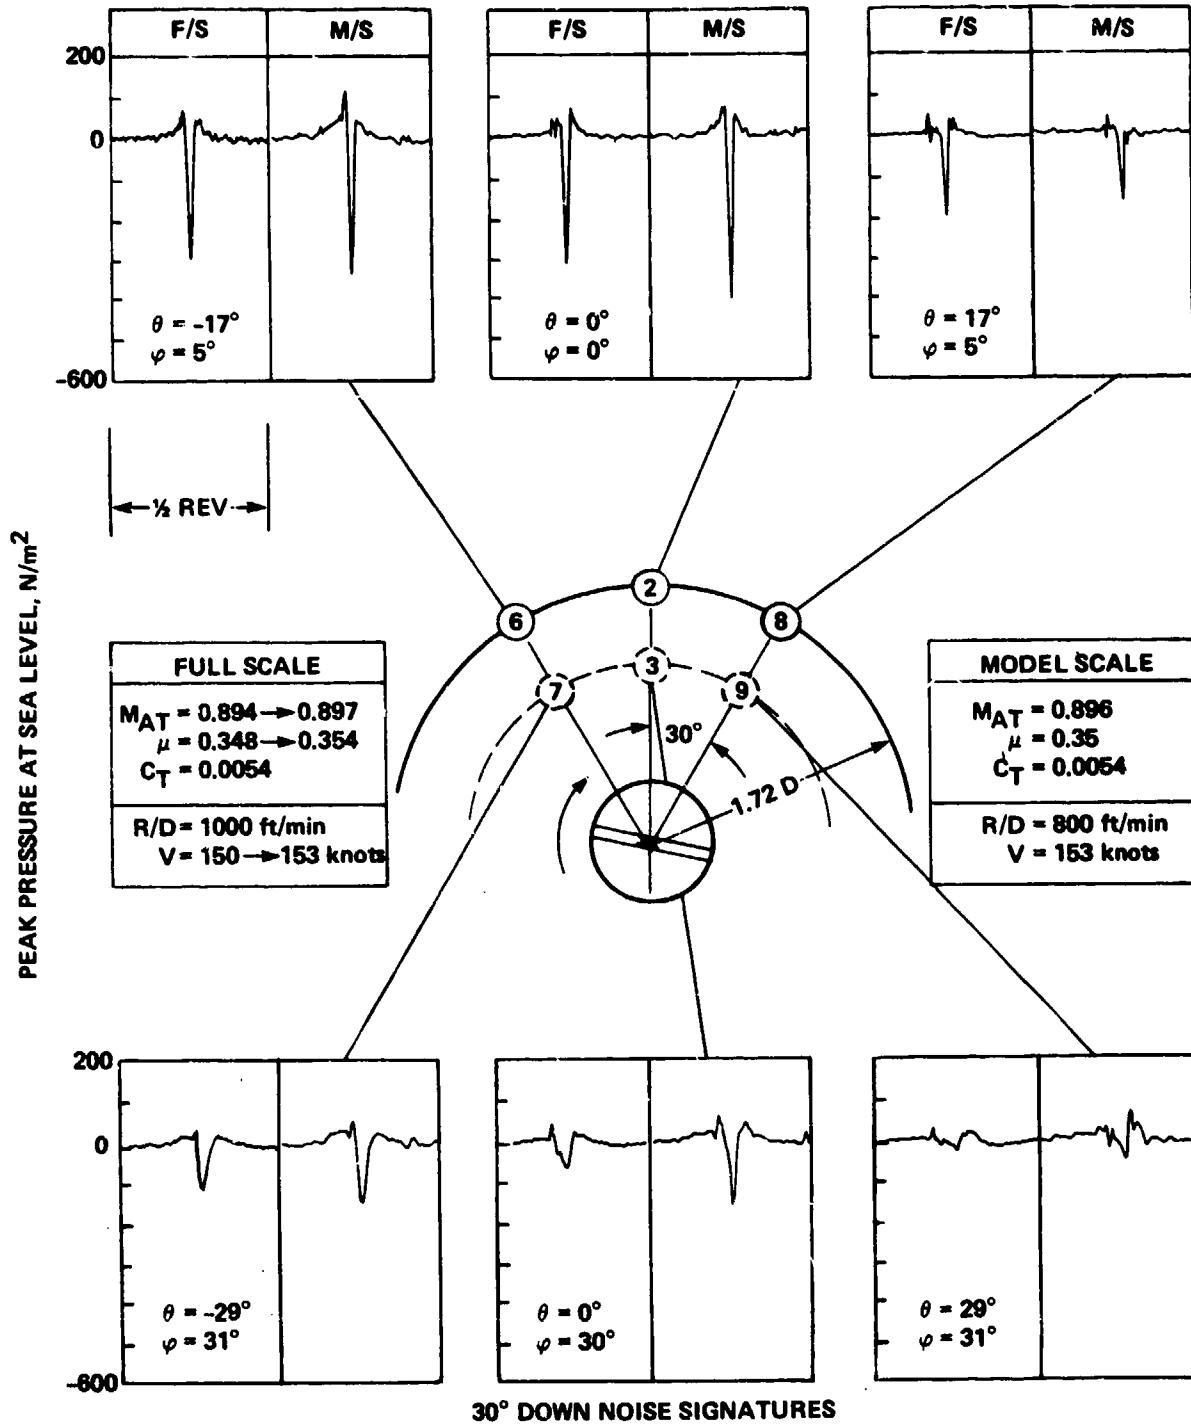 F/S M/S F/S M/S F/S M/S
200
0
θ = -17° θ = 0° θ = 17°
φ = 5° φ = 0° φ = 5°
-600
½ REV
PEAK PRESSURE AT SEA LEVEL, N/m²
2
6 8
3
7 9
30°
1.72 D
FULL SCALE
M_AT = 0.894 → 0.897
μ = 0.348 → 0.354
C_T = 0.0054
R/D = 1000 ft/min
V = 150 → 153 knots
MODEL SCALE
M_AT = 0.896
μ = 0.35
C_T = 0.0054
R/D = 800 ft/min
V = 153 knots
200
0
θ = -29° θ = 0° θ = 29°
φ = 31° φ = 30° φ = 31°
-600
30° DOWN NOISE SIGNATURES